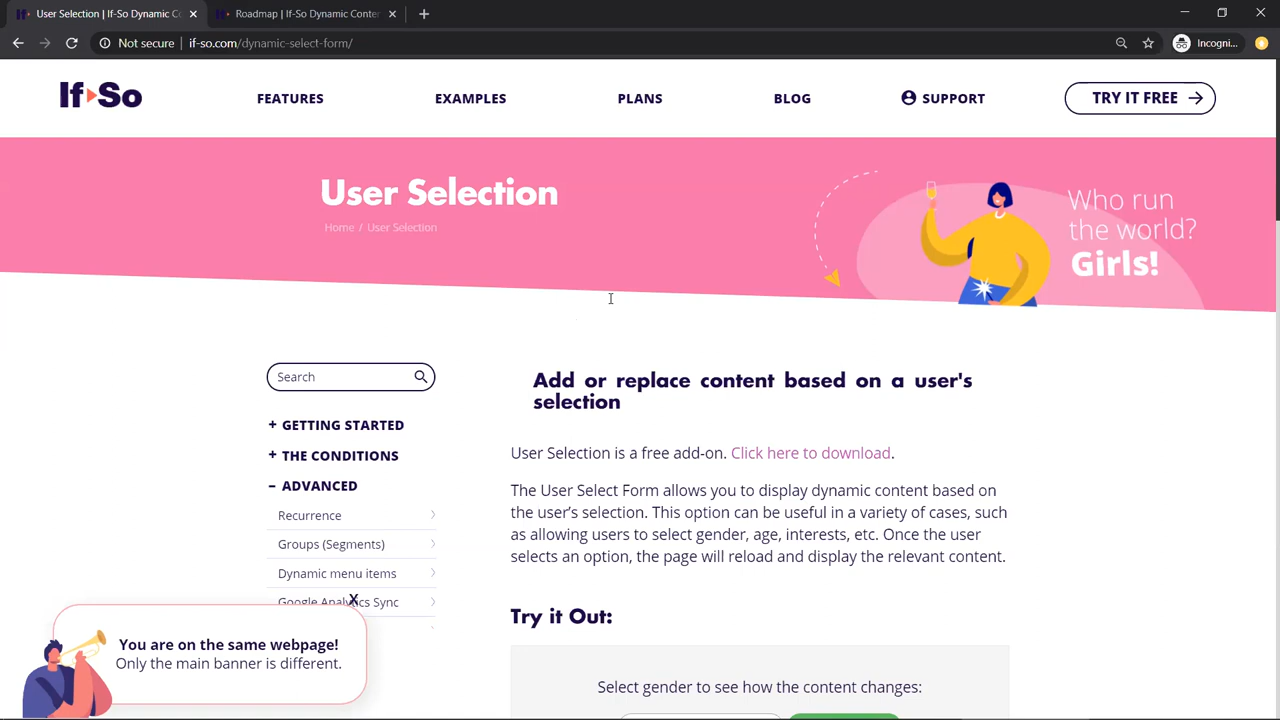 User Selection | If-So Dynamic Co
Roadmap | If-So Dynamic Conten
Not secure | if-so.com/dynamic-select-form/
Incogni...
If So
FEATURES
EXAMPLES
PLANS
BLOG
SUPPORT
TRY IT FREE
User Selection
Home / User Selection
Who run
the world?
Girls!
Search
+ GETTING STARTED
+ THE CONDITIONS
– ADVANCED
Recurrence
Groups (Segments)
Dynamic menu items
Google Analytics Sync
Add or replace content based on a user's
selection
User Selection is a free add-on. Click here to download.
The User Select Form allows you to display dynamic content based on
the user's selection. This option can be useful in a variety of cases, such
as allowing users to select gender, age, interests, etc. Once the user
selects an option, the page will reload and display the relevant content.
Try it Out:
Select gender to see how the content changes:
X
You are on the same webpage!
Only the main banner is different.